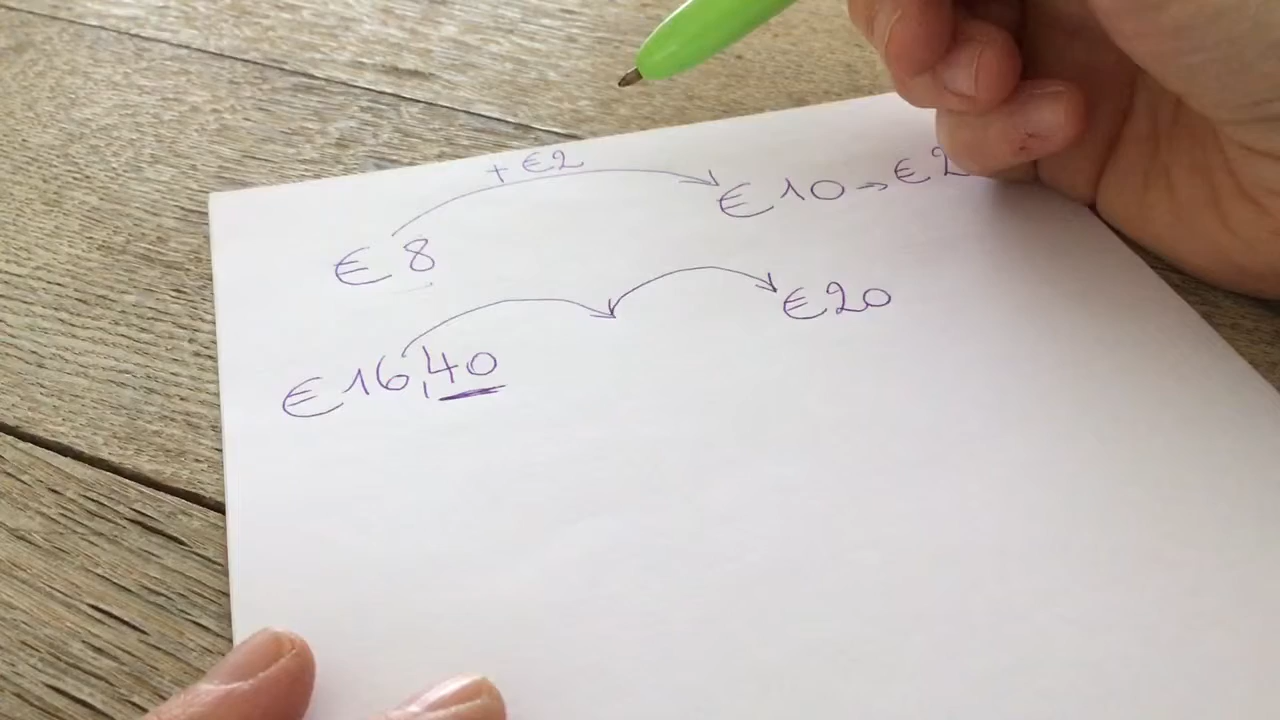 + €2
€ 8 €10 → €2
€20
€16,40